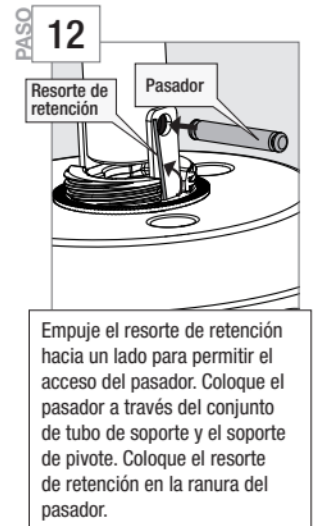 PASO
12
Resorte de
retención
Pasador
Empuje el resorte de retención
hacia un lado para permitir el
acceso del pasador. Coloque el
pasador a través del conjunto
de tubo de soporte y el soporte
de pivote. Coloque el resorte
de retención en la ranura del
pasador.